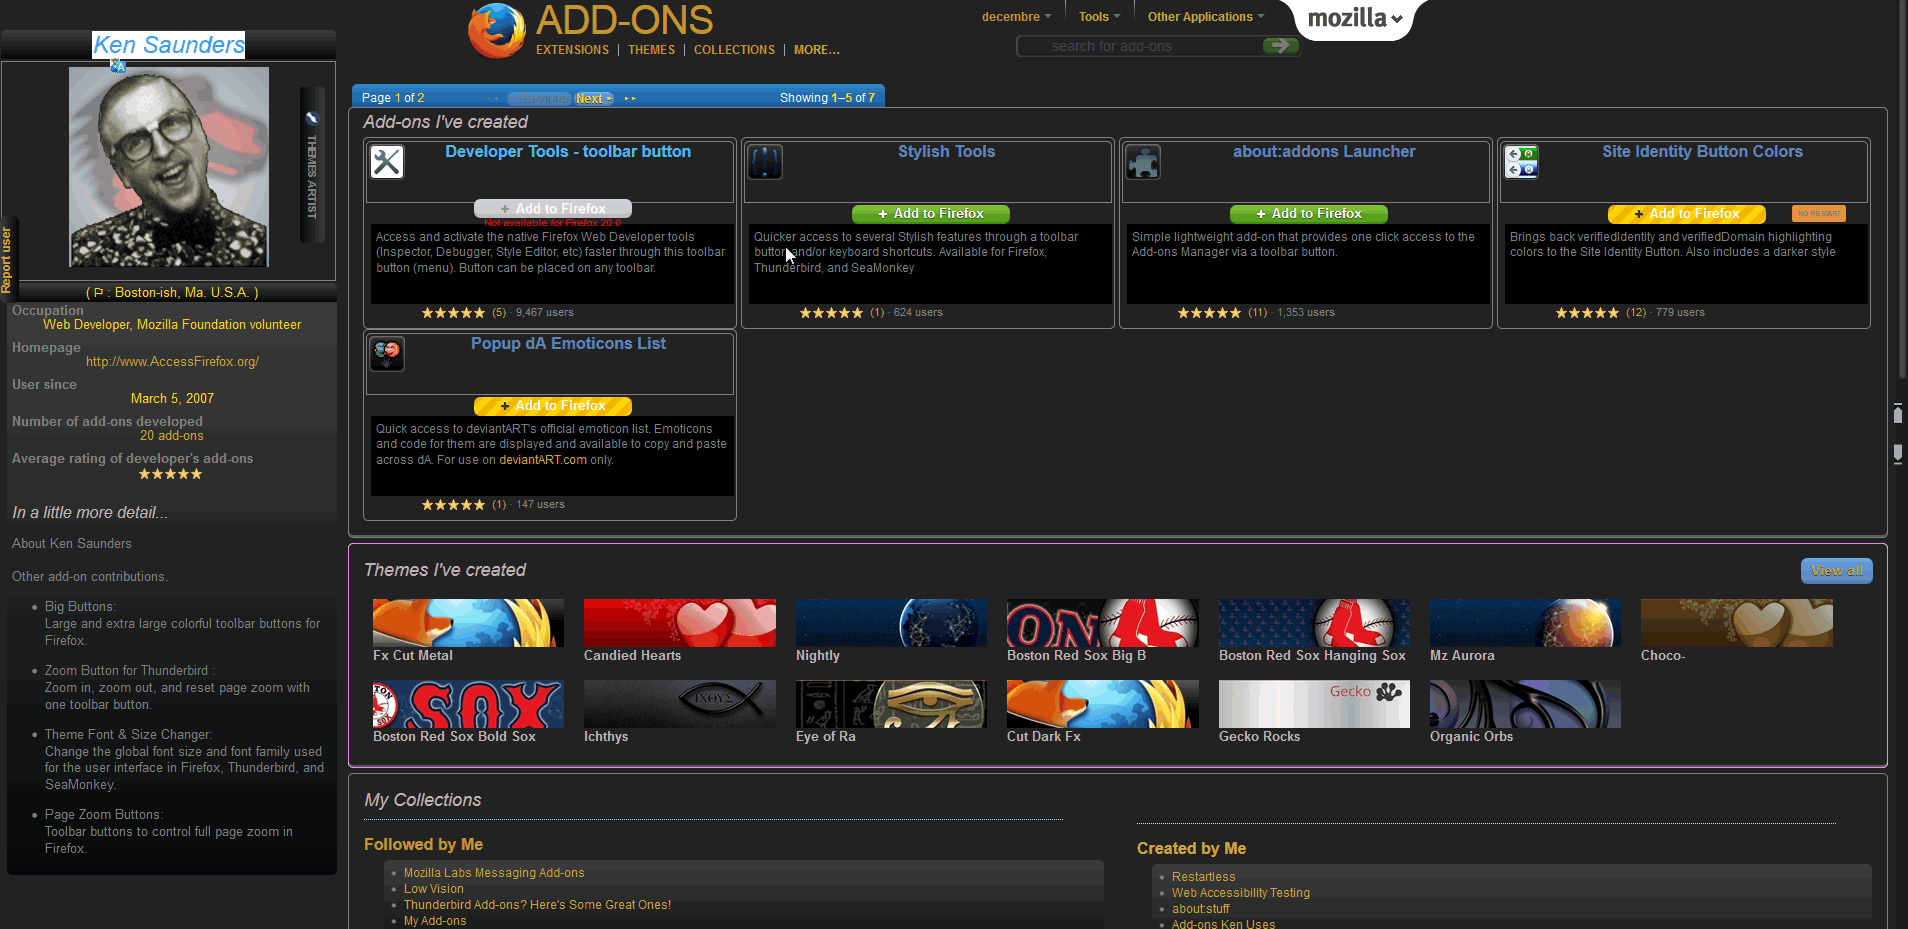 ADD-ONS
EXTENSIONS | THEMES | COLLECTIONS | MORE...
decembre
Tools
Other Applications
mozilla
search for add-ons
Ken Saunders
THEMES ARTIST
Report user
( : Boston-ish, Ma. U.S.A. )
Occupation
Web Developer, Mozilla Foundation volunteer
Homepage
http://www.AccessFirefox.org/
User since
March 5, 2007
Number of add-ons developed
20 add-ons
Average rating of developer's add-ons
In a little more detail...
About Ken Saunders
Other add-on contributions.
• Big Buttons:
Large and extra large colorful toolbar buttons for
Firefox.
• Zoom Button for Thunderbird :
Zoom in, zoom out, and reset page zoom with
one toolbar button.
• Theme Font & Size Changer:
Change the global font size and font family used
for the user interface in Firefox, Thunderbird, and
SeaMonkey.
• Page Zoom Buttons:
Toolbar buttons to control full page zoom in
Firefox.
Page 1 of 2
Next
Showing 1–5 of 7
Add-ons I've created
Developer Tools - toolbar button
+ Add to Firefox
Not available for Firefox 20.0
Access and activate the native Firefox Web Developer tools
(Inspector, Debugger, Style Editor, etc) faster through this toolbar
button (menu). Button can be placed on any toolbar.
(5) · 9,467 users
Stylish Tools
+ Add to Firefox
Quicker access to several Stylish features through a toolbar
button and/or keyboard shortcuts. Available for Firefox,
Thunderbird, and SeaMonkey
(1) · 624 users
about:addons Launcher
+ Add to Firefox
Simple lightweight add-on that provides one click access to the
Add-ons Manager via a toolbar button.
(11) · 1,353 users
Site Identity Button Colors
+ Add to Firefox
NO RESTART
Brings back verifiedIdentity and verifiedDomain highlighting
colors to the Site Identity Button. Also includes a darker style
(12) · 779 users
Popup dA Emoticons List
+ Add to Firefox
Quick access to deviantART's official emoticon list. Emoticons
and code for them are displayed and available to copy and paste
across dA. For use on deviantART.com only.
(1) · 147 users
Themes I've created
View all
Fx Cut Metal
Candied Hearts
Nightly
ON
Boston Red Sox Big B
Boston Red Sox Hanging Sox
Mz Aurora
Choco-
SOX
Boston Red Sox Bold Sox
ΙΧΘΥΣ
Ichthys
Eye of Ra
Cut Dark Fx
Gecko
Gecko Rocks
Organic Orbs
My Collections
Followed by Me
• Mozilla Labs Messaging Add-ons
• Low Vision
• Thunderbird Add-ons? Here's Some Great Ones!
• My Add-ons
Created by Me
• Restartless
• Web Accessibility Testing
• about:stuff
• Add-ons Ken Uses